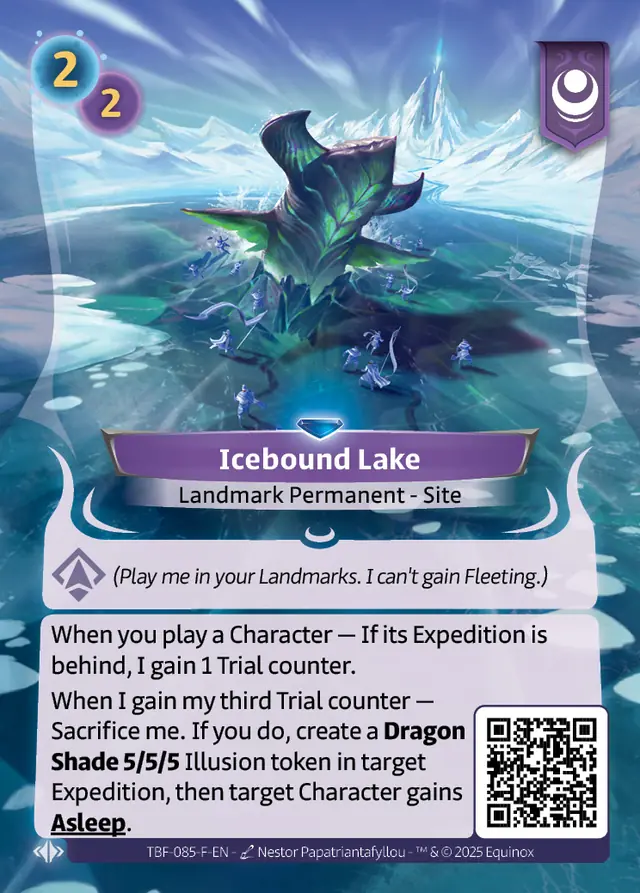 2
2
Icebound Lake
Landmark Permanent - Site
(Play me in your Landmarks. I can't gain Fleeting.)
When you play a Character — If its Expedition is
behind, I gain 1 Trial counter.
When I gain my third Trial counter —
Sacrifice me. If you do, create a Dragon
Shade 5/5/5 Illusion token in target
Expedition, then target Character gains
Asleep.
TBF-085-F-EN - Nestor Papatriantafyllou - ™ & © 2025 Equinox